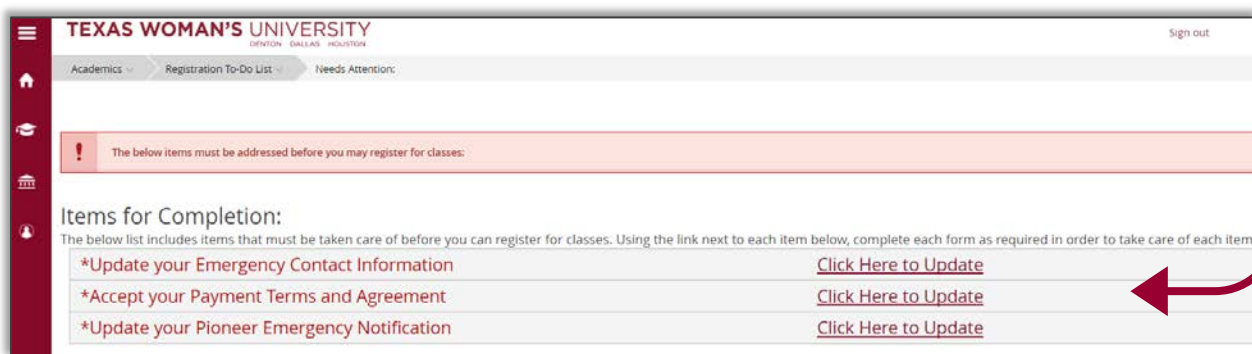 TEXAS WOMAN'S UNIVERSITY
DENTON DALLAS HOUSTON
Sign out
Academics Registration To-Do List Needs Attention:
! The below items must be addressed before you may register for classes:
Items for Completion:
The below list includes items that must be taken care of before you can register for classes. Using the link next to each item below, complete each form as required in order to take care of each item
*Update your Emergency Contact Information Click Here to Update
*Accept your Payment Terms and Agreement Click Here to Update
*Update your Pioneer Emergency Notification Click Here to Update